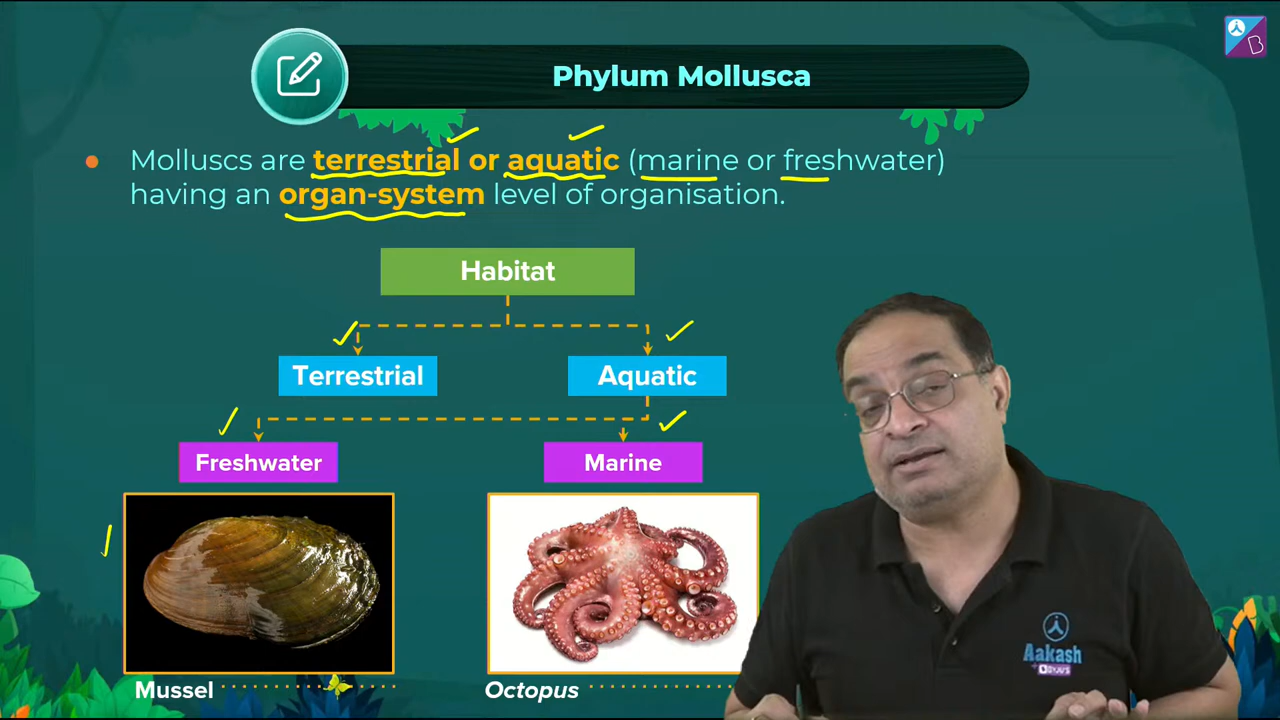 Phylum Mollusca
Molluscs are terrestrial or aquatic (marine or freshwater)
having an organ-system level of organisation.
Habitat
Terrestrial
Aquatic
Freshwater
Marine
Mussel
Octopus
Aakash
BYJU'S
B